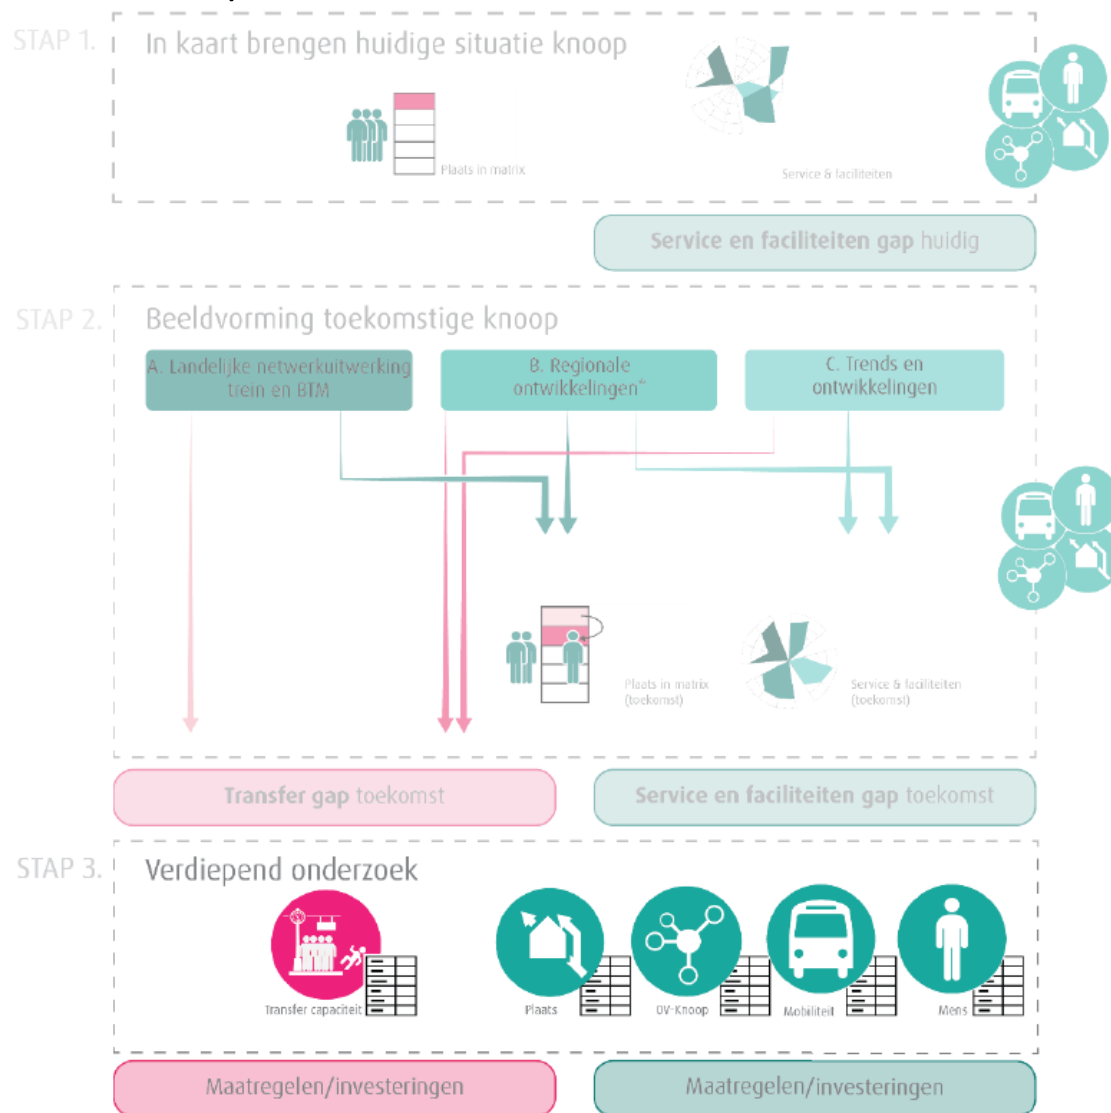 STAP 1.
In kaart brengen huidige situatie knoop
Plaats in matrix
Service & faciliteiten
Service en faciliteiten gap huidig
STAP 2.
Beeldvorming toekomstige knoop
A. Landelijke netwerkuitwerking
trein en BTM
B. Regionale
ontwikkelingen*
C. Trends en
ontwikkelingen
Plaats in matrix
(toekomst)
Service & faciliteiten
(toekomst)
Transfer gap toekomst
Service en faciliteiten gap toekomst
STAP 3.
Verdiepend onderzoek
Transfer capaciteit
Plaats
OV-Knoop
Mobiliteit
Mens
Maatregelen/investeringen
Maatregelen/investeringen